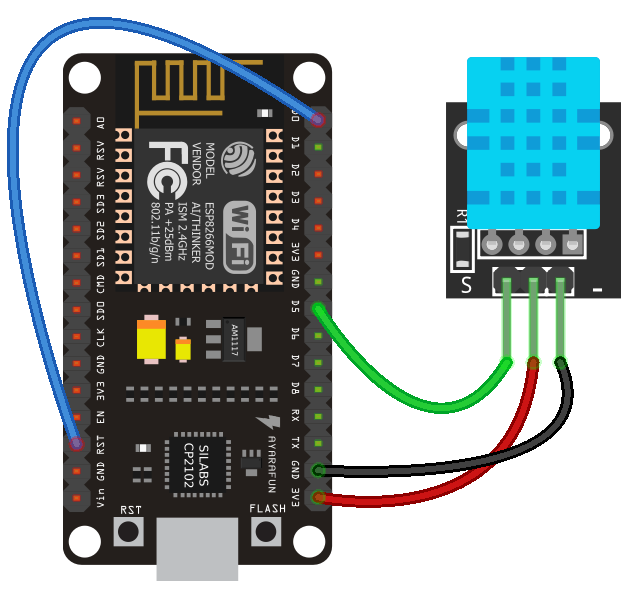 A0
RSV
RSV
SD3
SD2
SD1
CMD
SD0
CLK
GND
3V3
EN
RST
GND
Vin
MODEL
VENDOR
ESP8266MOD
AI/THINKER
ISM 2.4GHz
PA +25dBm
802.11b/g/n
FC
Wi Fi
AM1117
SILABS
CP2102
AYARAFUN
RST
FLASH
D0
D1
D2
D3
D4
3V3
GND
D5
D6
D7
D8
RX
TX
GND
3V3
R1
S
-